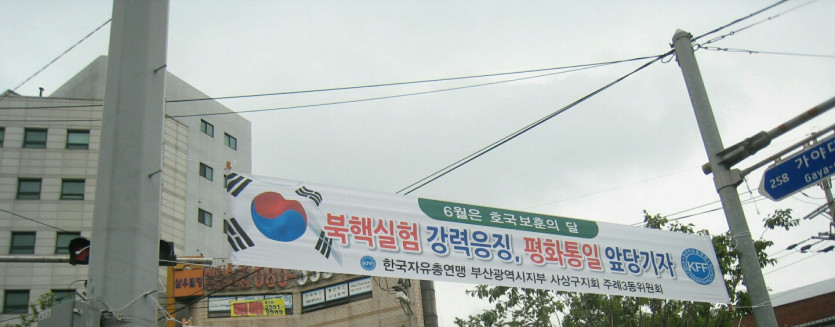 6월은 호국보훈의 달
북핵실험 강력응징, 평화통일 앞당기자
KFF
한국자유총연맹 부산광역시지부 사상구지회 주례3동위원회
KFF
258 가야대
Gaya